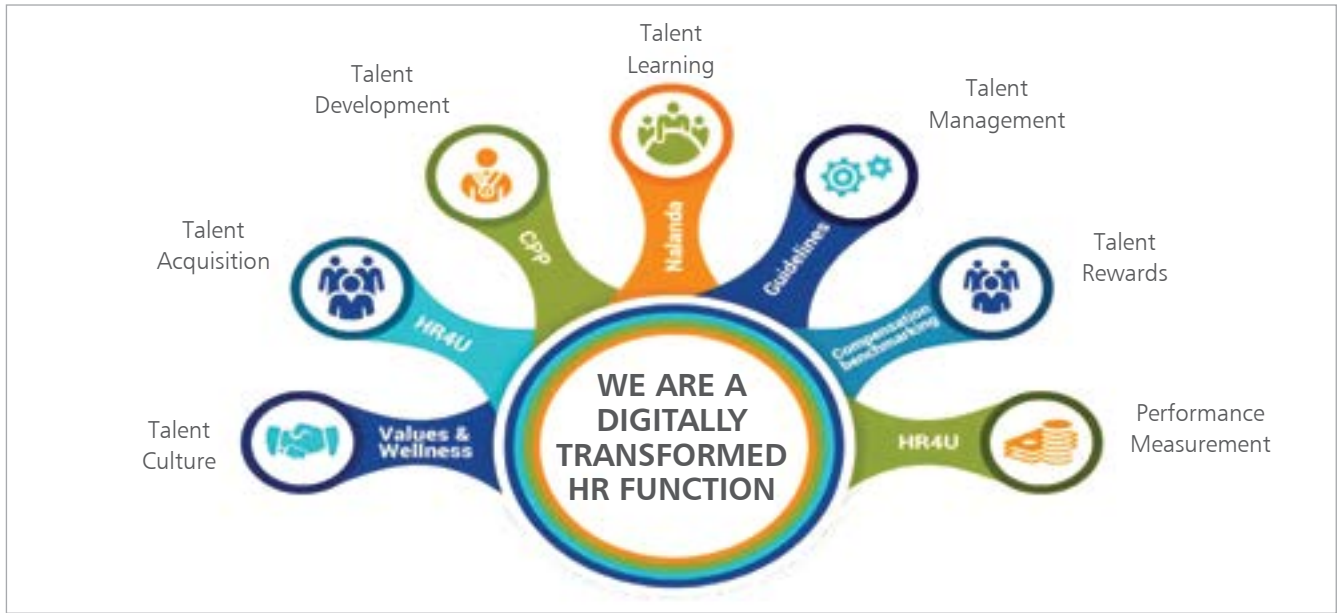 Talent
Learning
Talent
Development
Talent
Management
Talent
Acquisition
Talent
Rewards
Talent
Culture
Performance
Measurement
Values &
Wellness
HR4U
CPP
Nalanda
Guidelines
Compensation
benchmarking
HR4U
WE ARE A
DIGITALLY
TRANSFORMED
HR FUNCTION